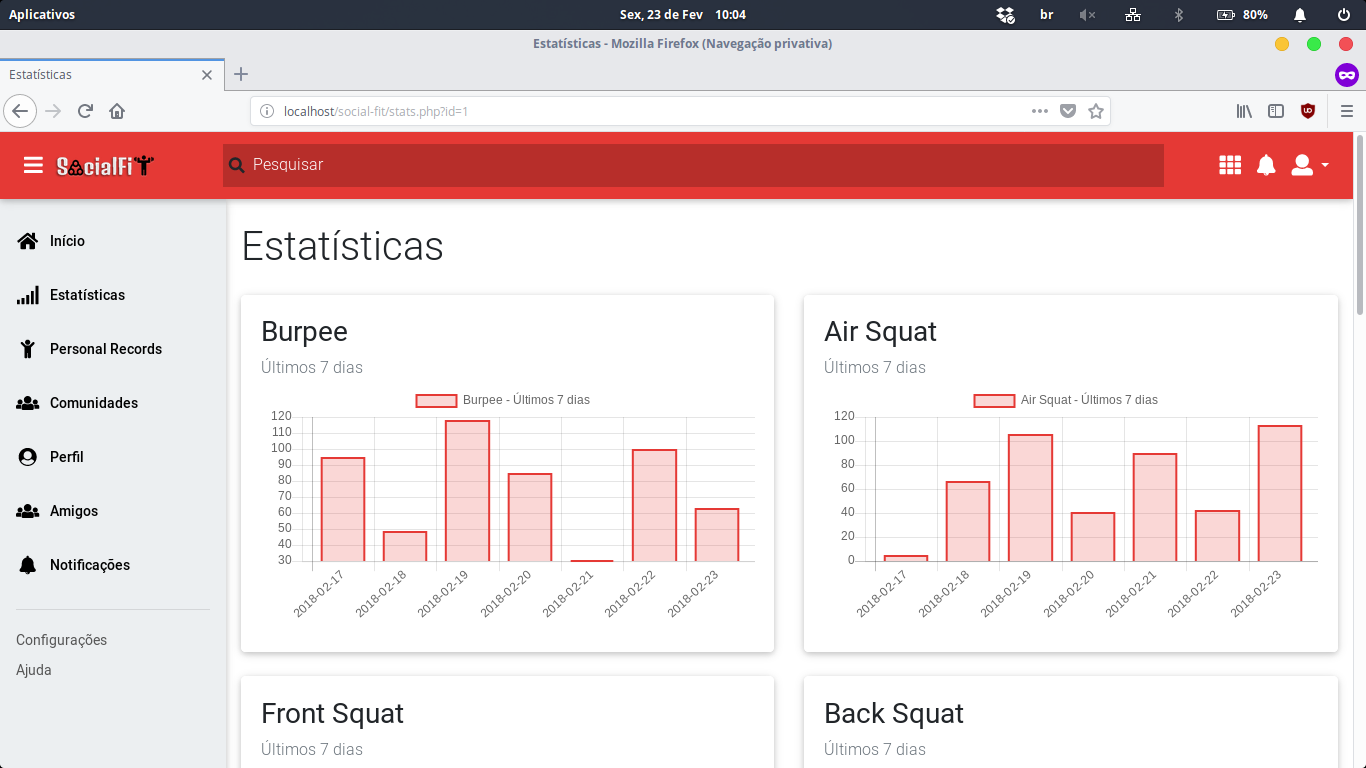 Aplicativos
Sex, 23 de Fev 10:04
br
80%
Estatísticas - Mozilla Firefox (Navegação privativa)
Estatísticas
localhost/social-fit/stats.php?id=1
SocialFit
Pesquisar
Início
Estatísticas
Personal Records
Comunidades
Perfil
Amigos
Notificações
Configurações
Ajuda
Estatísticas
Burpee
Últimos 7 dias
Burpee - Últimos 7 dias
120
110
100
90
80
70
60
50
40
30
2018-02-17
2018-02-18
2018-02-19
2018-02-20
2018-02-21
2018-02-22
2018-02-23
Air Squat
Últimos 7 dias
Air Squat - Últimos 7 dias
120
100
80
60
40
20
0
2018-02-17
2018-02-18
2018-02-19
2018-02-20
2018-02-21
2018-02-22
2018-02-23
Front Squat
Últimos 7 dias
Back Squat
Últimos 7 dias